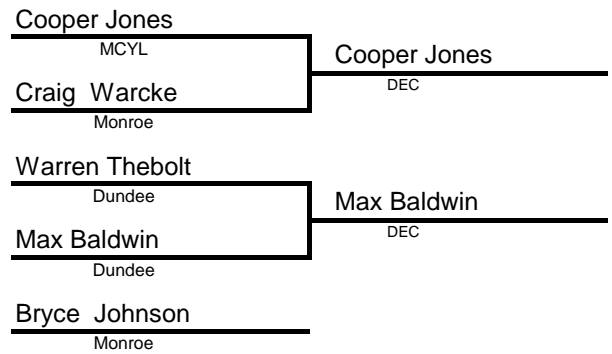 Cooper Jones
MCYL
Cooper Jones
DEC
Craig Warcke
Monroe
Warren Thebolt
Dundee
Max Baldwin
DEC
Max Baldwin
Dundee
Bryce Johnson
Monroe